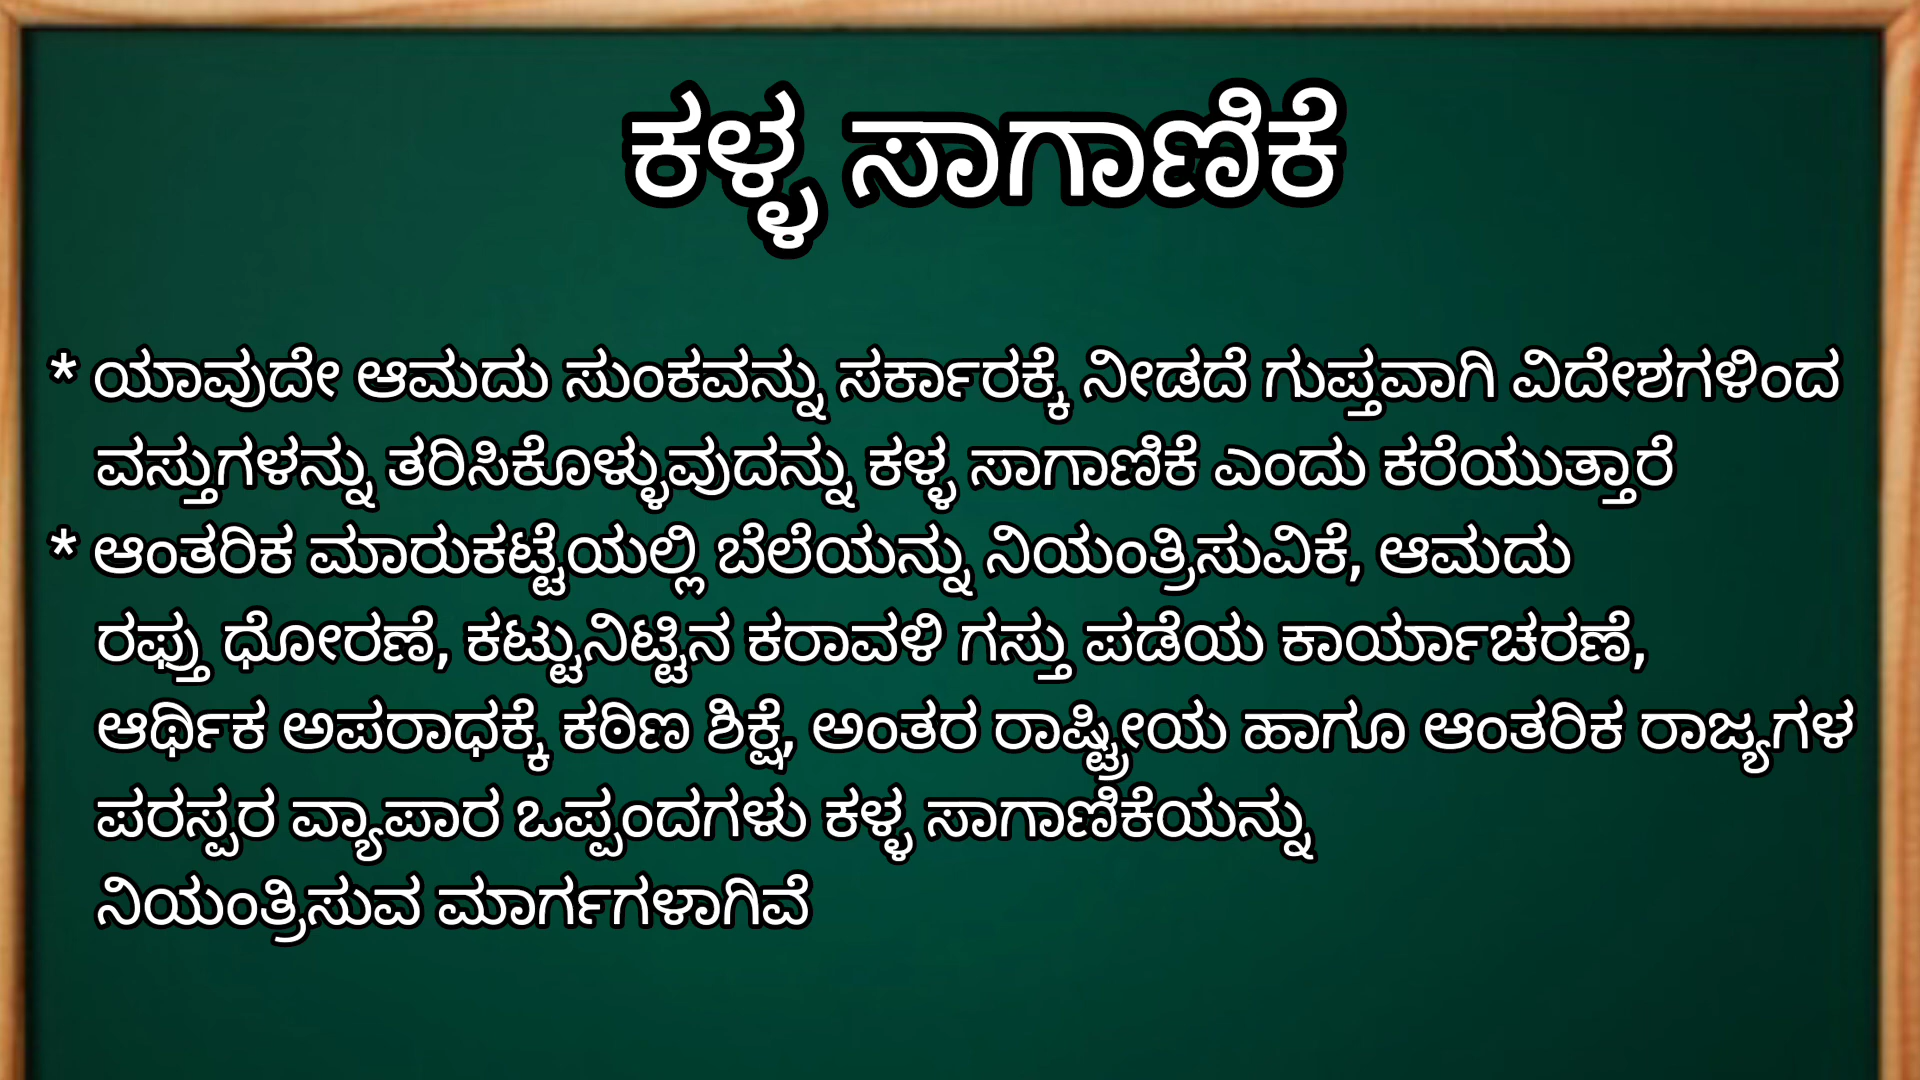 ಕಳ್ಳ ಸಾಗಾಣಿಕೆ
* ಯಾವುದೇ ಆಮದು ಸುಂಕವನ್ನು ಸರ್ಕಾರಕ್ಕೆ ನೀಡದೆ ಗುಪ್ತವಾಗಿ ವಿದೇಶಗಳಿಂದ
ವಸ್ತುಗಳನ್ನು ತರಿಸಿಕೊಳ್ಳುವುದನ್ನು ಕಳ್ಳ ಸಾಗಾಣಿಕೆ ಎಂದು ಕರೆಯುತ್ತಾರೆ
* ಆಂತರಿಕ ಮಾರುಕಟ್ಟೆಯಲ್ಲಿ ಬೆಲೆಯನ್ನು ನಿಯಂತ್ರಿಸುವಿಕೆ, ಆಮದು
ರಫ್ತು ಧೋರಣೆ, ಕಟ್ಟುನಿಟ್ಟಿನ ಕರಾವಳಿ ಗಸ್ತು ಪಡೆಯ ಕಾರ್ಯಾಚರಣೆ,
ಆರ್ಥಿಕ ಅಪರಾಧಕ್ಕೆ ಕಠಿಣ ಶಿಕ್ಷೆ, ಅಂತರ ರಾಷ್ಟ್ರೀಯ ಹಾಗೂ ಆಂತರಿಕ ರಾಜ್ಯಗಳ
ಪರಸ್ಪರ ವ್ಯಾಪಾರ ಒಪ್ಪಂದಗಳು ಕಳ್ಳ ಸಾಗಾಣಿಕೆಯನ್ನು
ನಿಯಂತ್ರಿಸುವ ಮಾರ್ಗಗಳಾಗಿವೆ